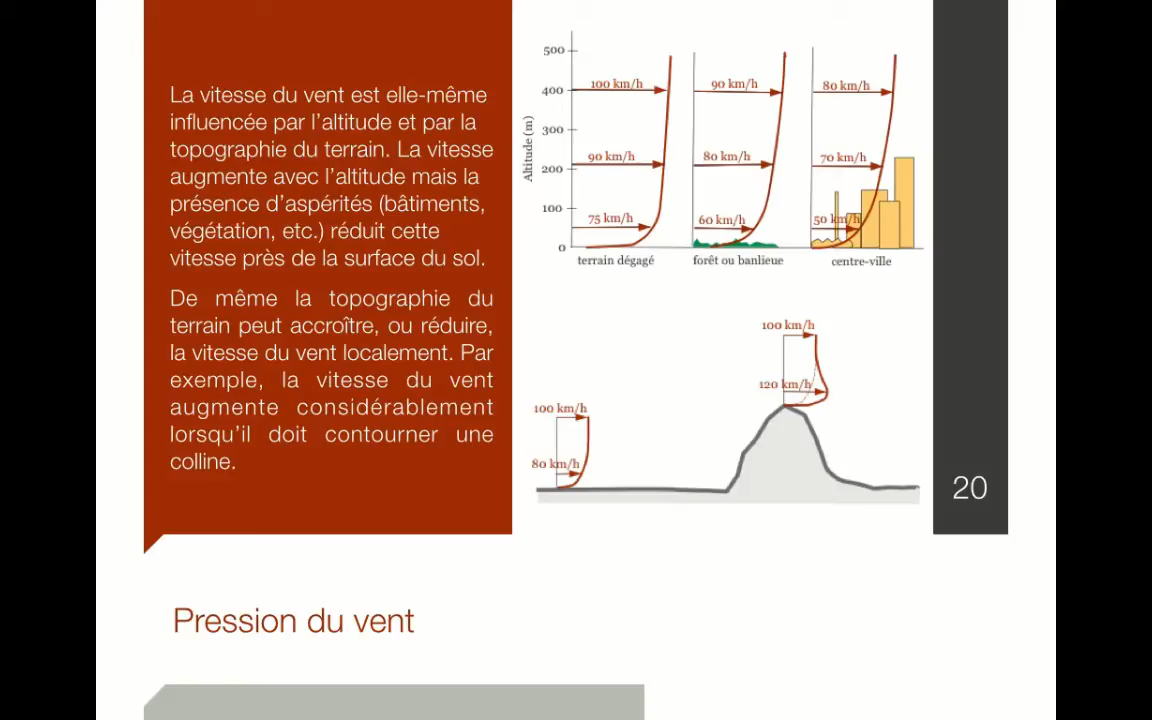 La vitesse du vent est elle-même
influencée par l'altitude et par la
topographie du terrain. La vitesse
augmente avec l'altitude mais la
présence d'aspérités (bâtiments,
végétation, etc.) réduit cette
vitesse près de la surface du sol.
De même la topographie du
terrain peut accroître, ou réduire,
la vitesse du vent localement. Par
exemple, la vitesse du vent
augmente considérablement
lorsqu'il doit contourner une
colline.
Altitude (m)
500
400
300
200
100
0
100 km/h
90 km/h
75 km/h
terrain dégagé
90 km/h
80 km/h
60 km/h
forêt ou banlieue
80 km/h
70 km/h
50 km/h
centre-ville
100 km/h
120 km/h
100 km/h
80 km/h
20
Pression du vent